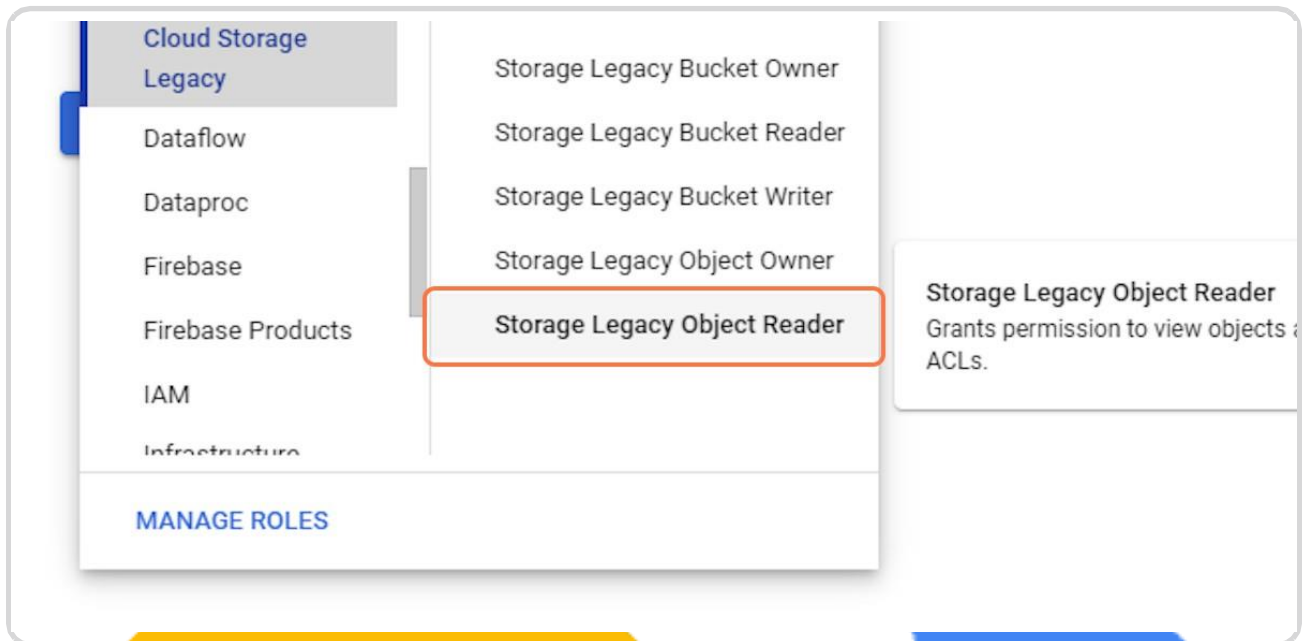 Cloud Storage
Legacy
Dataflow
Dataproc
Firebase
Firebase Products
IAM
Infrastructure
Storage Legacy Bucket Owner
Storage Legacy Bucket Reader
Storage Legacy Bucket Writer
Storage Legacy Object Owner
Storage Legacy Object Reader
MANAGE ROLES
Storage Legacy Object Reader
Grants permission to view objects
ACLs.